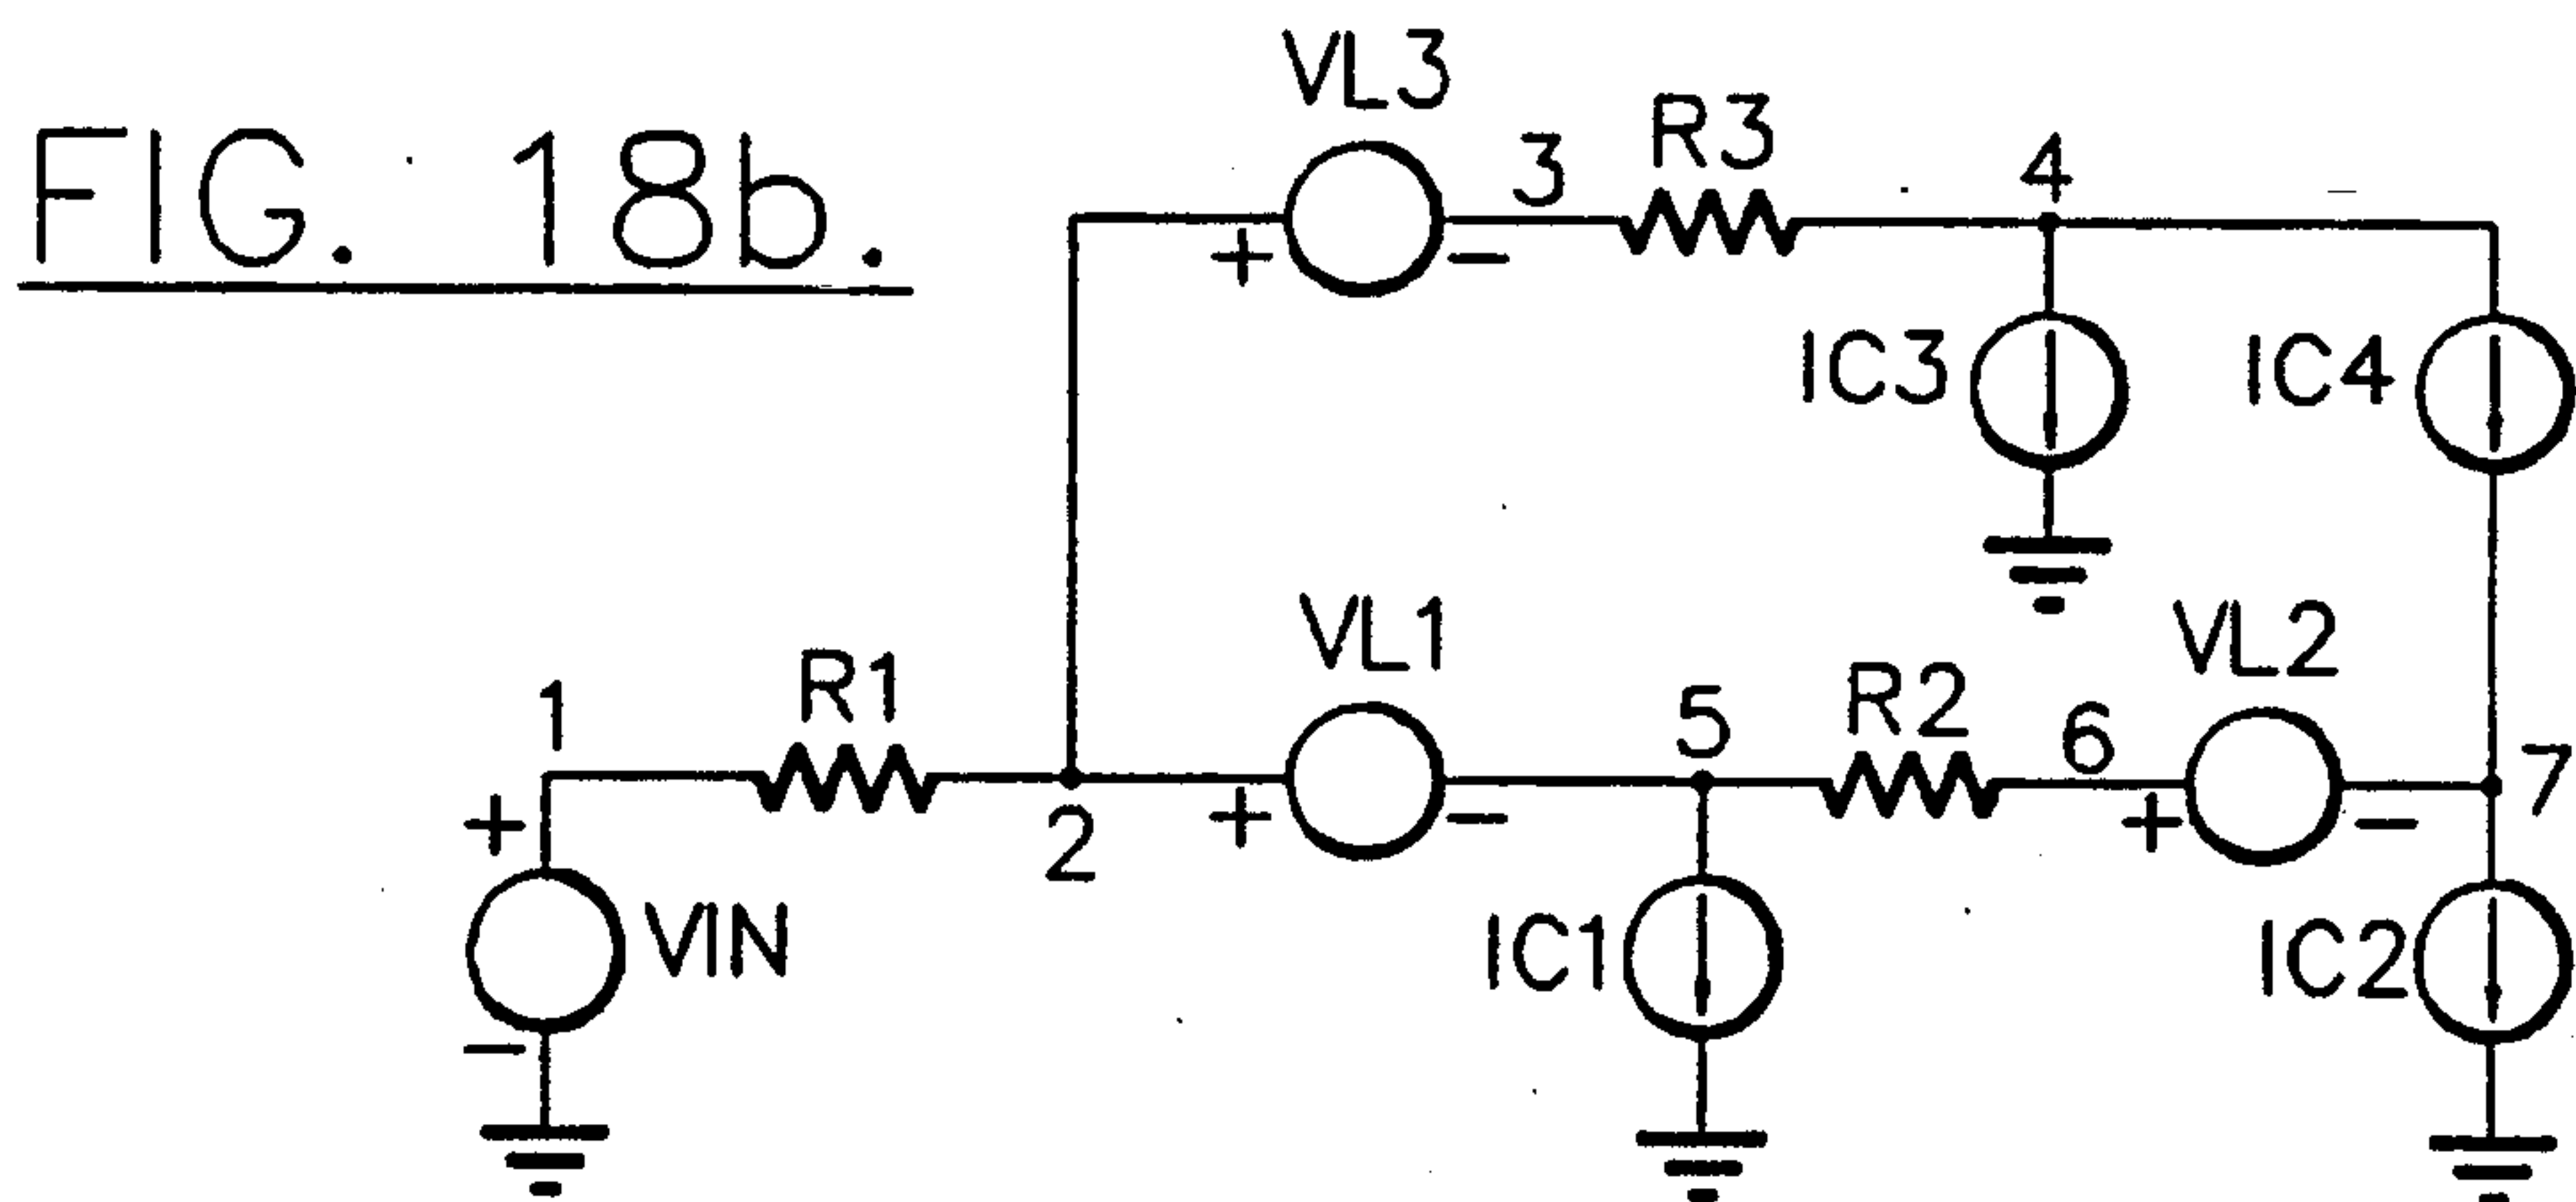 FIG. 18b.
VL3
3
R3
4
IC3
IC4
+
-
VL1
R1
1
2
5
R2
6
VL2
7
+
-
+
-
+
-
VIN
IC1
IC2